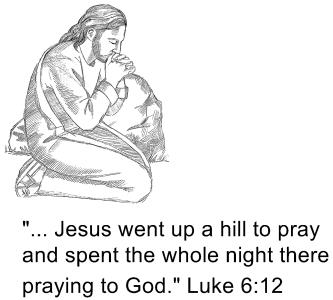 "... Jesus went up a hill to pray
and spent the whole night there
praying to God." Luke 6:12